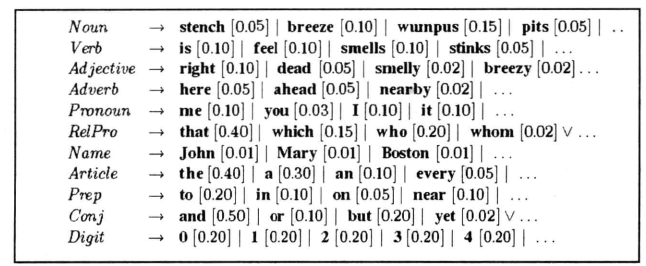 Noun → stench [0.05] | breeze [0.10] | wumpus [0.15] | pits [0.05] | ..
Verb → is [0.10] | feel [0.10] | smells [0.10] | stinks [0.05] | ...
Adjective → right [0.10] | dead [0.05] | smelly [0.02] | breezy [0.02] ...
Adverb → here [0.05] | ahead [0.05] | nearby [0.02] | ...
Pronoun → me [0.10] | you [0.03] | I [0.10] | it [0.10] | ...
RelPro → that [0.40] | which [0.15] | who [0.20] | whom [0.02] ∨ ...
Name → John [0.01] | Mary [0.01] | Boston [0.01] | ...
Article → the [0.40] | a [0.30] | an [0.10] | every [0.05] | ...
Prep → to [0.20] | in [0.10] | on [0.05] | near [0.10] | ...
Conj → and [0.50] | or [0.10] | but [0.20] | yet [0.02] ∨ ...
Digit → 0 [0.20] | 1 [0.20] | 2 [0.20] | 3 [0.20] | 4 [0.20] | ...